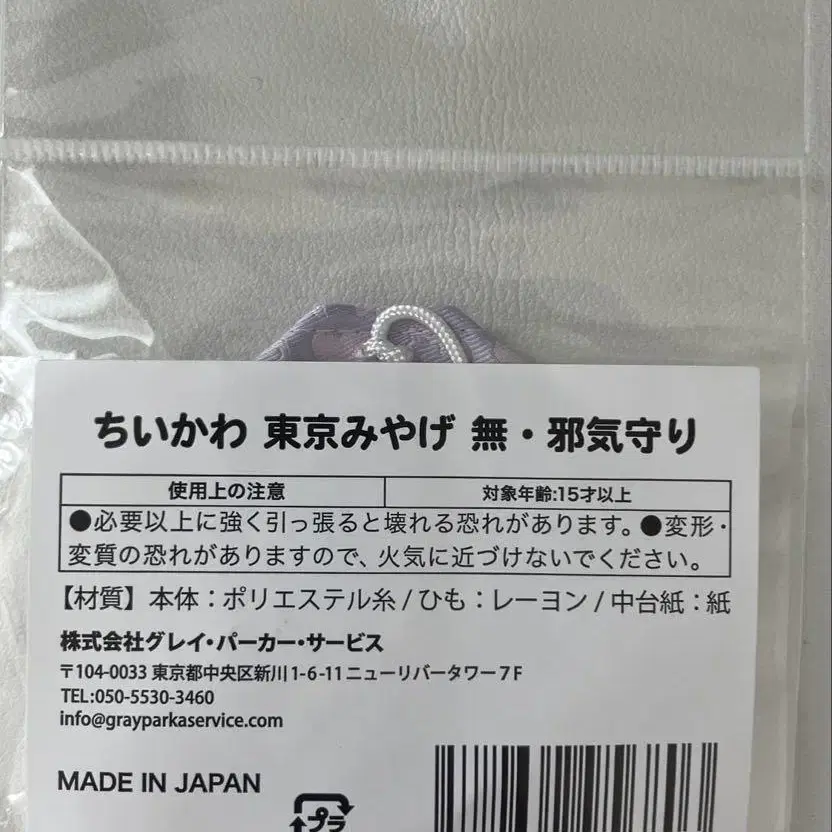 ちいかわ 東京みやげ 無・邪気守り
使用上の注意
対象年齢:15才以上
●必要以上に強く引っ張ると壊れる恐れがあります。●変形・
変質の恐れがありますので、火気に近づけないでください。
【材質】本体：ポリエステル糸/ひも：レーヨン/中台紙：紙
株式会社グレイ・パーカー・サービス
〒104-0033 東京都中央区新川1-6-11ニューリバータワー7F
TEL:050-5530-3460
info@grayparkaservice.com
MADE IN JAPAN
プラ